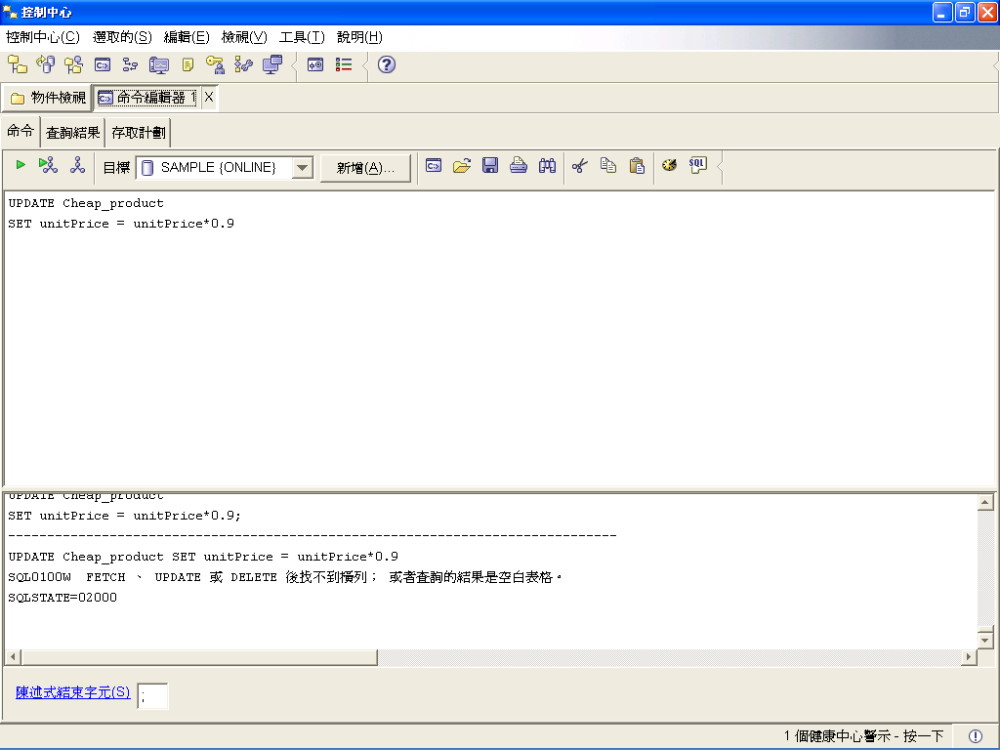 控制中心
控制中心(C) 選取的(S) 編輯(E) 檢視(V) 工具(T) 說明(H)
物件檢視 命令編輯器 1 X
命令 查詢結果 存取計劃
目標 SAMPLE {ONLINE} 新增(A)... SQL
UPDATE Cheap_product
SET unitPrice = unitPrice*0.9
UPDATE Cheap_product
SET unitPrice = unitPrice*0.9;
------------------------------------------------------------------------------
UPDATE Cheap_product SET unitPrice = unitPrice*0.9
SQL0100W  FETCH 、 UPDATE 或 DELETE 後找不到橫列； 或者查詢的結果是空白表格。
SQLSTATE=02000
陳述式結束字元(S) ;
1 個健康中心警示 - 按一下